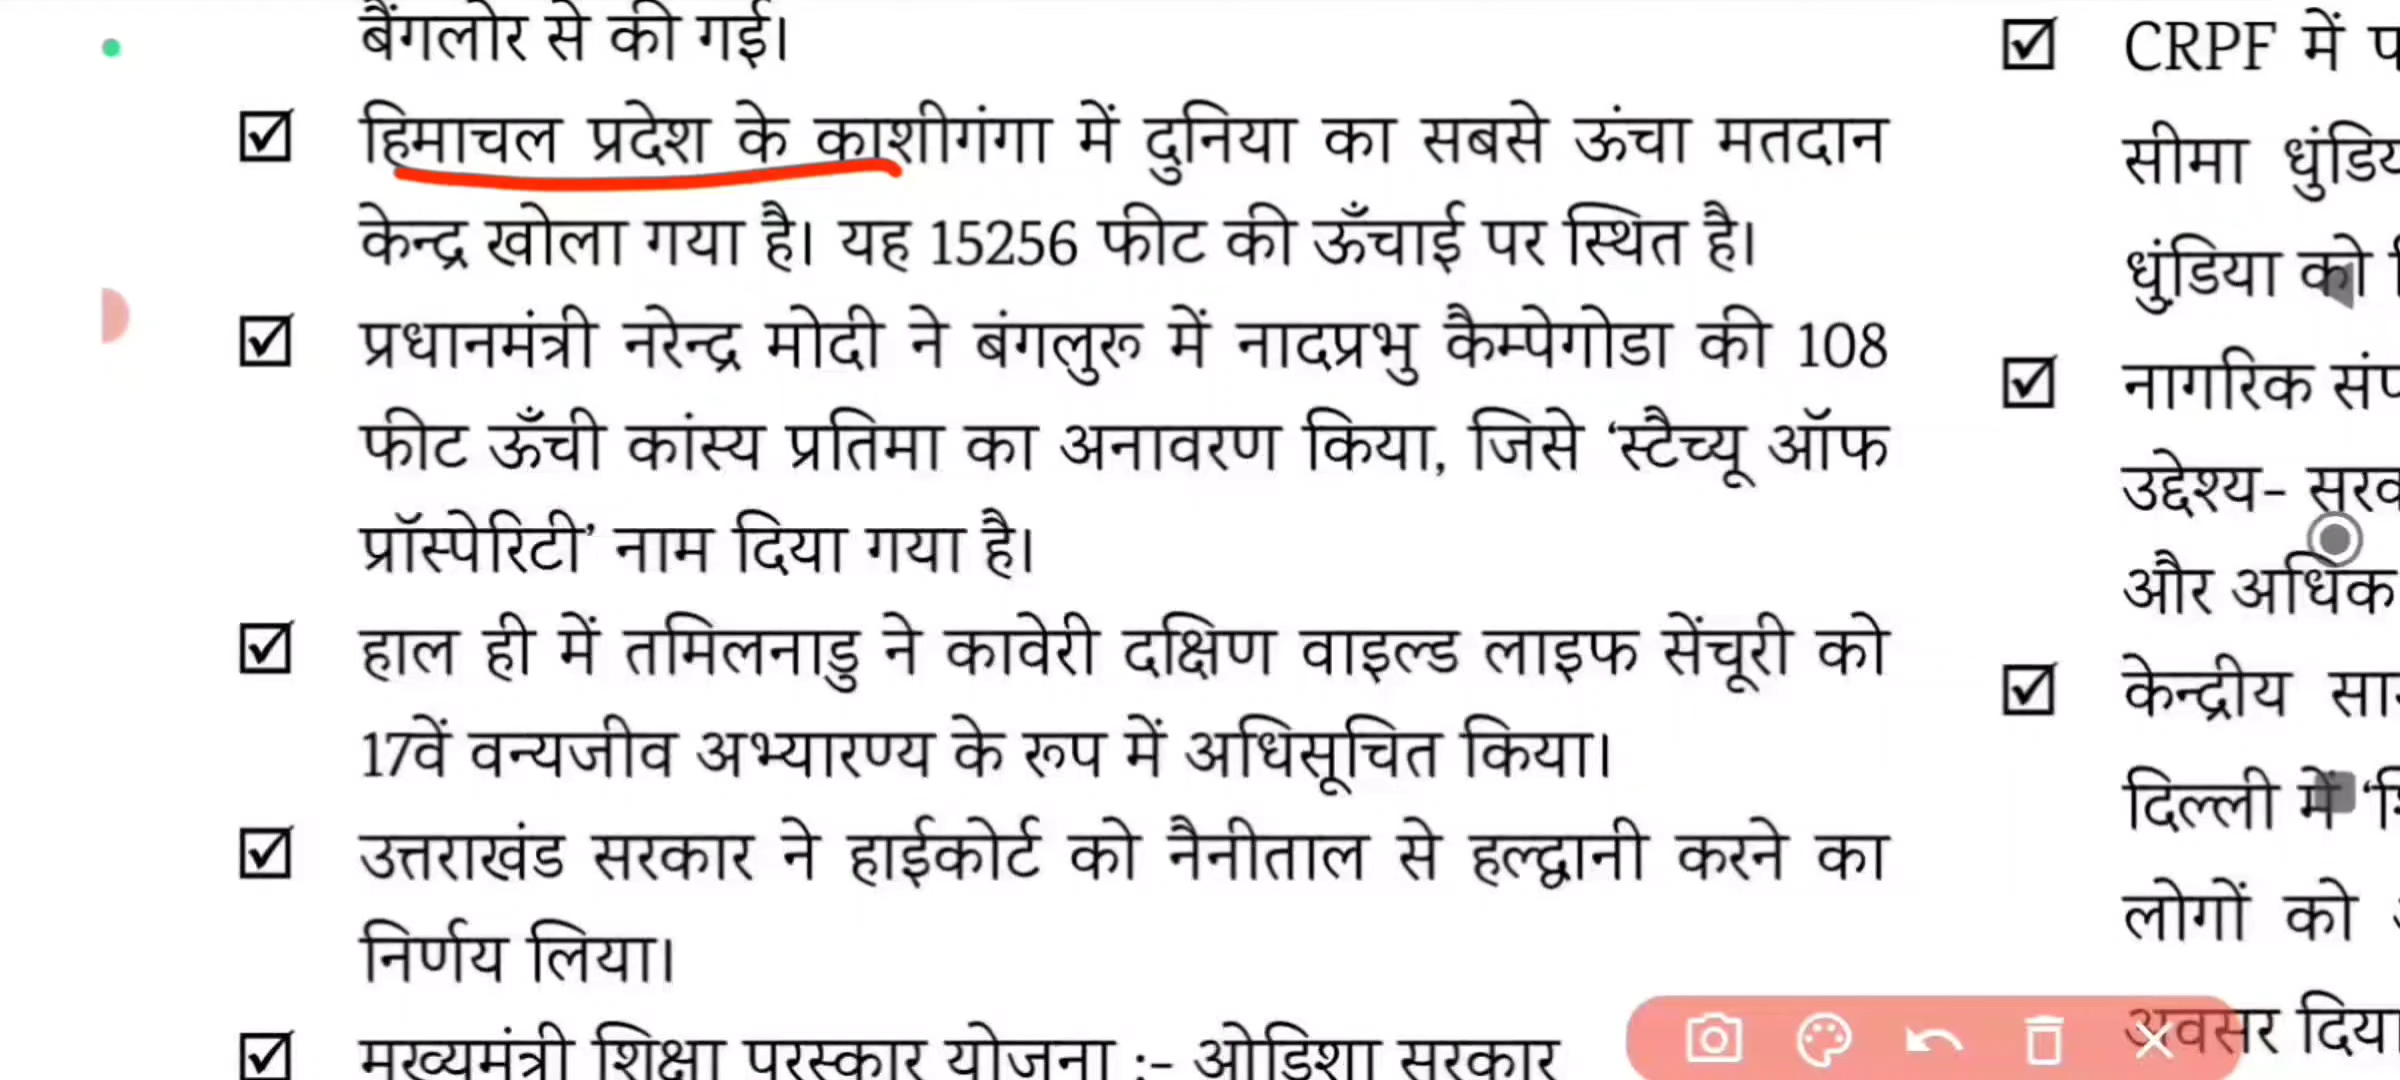 बैंगलोर से की गई।
☑ हिमाचल प्रदेश के काशीगंगा में दुनिया का सबसे ऊंचा मतदान
केन्द्र खोला गया है। यह 15256 फीट की ऊँचाई पर स्थित है।
☑ प्रधानमंत्री नरेन्द्र मोदी ने बंगलुरू में नादप्रभु कैम्पेगोडा की 108
फीट ऊँची कांस्य प्रतिमा का अनावरण किया, जिसे ‘स्टैच्यू ऑफ
प्रॉस्पेरिटी’ नाम दिया गया है।
☑ हाल ही में तमिलनाडु ने कावेरी दक्षिण वाइल्ड लाइफ सेंचूरी को
17वें वन्यजीव अभ्यारण्य के रूप में अधिसूचित किया।
☑ उत्तराखंड सरकार ने हाईकोर्ट को नैनीताल से हल्द्वानी करने का
निर्णय लिया।
☑ मुख्यमंत्री शिक्षा पुरस्कार योजना :- ओडिशा सरकार
☑ CRPF में
सीमा
धुंडिया को
☑ नागरिक
उद्देश्य-
और अधिक
☑ केन्द्रीय
दिल्ली में
लोगों को
अवसर दिया